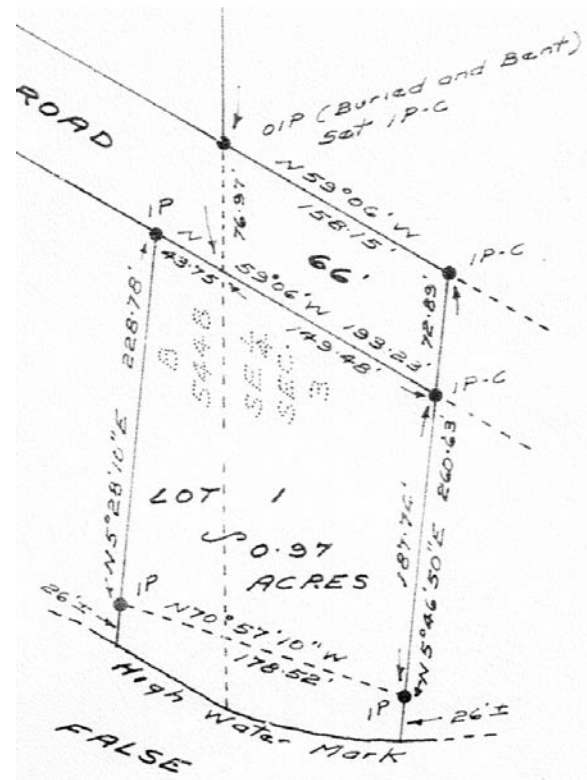 ROAD
OIP (Buried and Bent)
Set IP-C
N 59°06' W
158.15'
76.97'
66'
IP-C
72.89'
IP
N 59°06' W 193.23'
43.75'
149.48'
IP-C
228.78'
N 5°28'10" E
B
5448
SE¼
SEC.
3
LOT 1
0.97
ACRES
187.74'
260.63'
N 5°46'50" E
IP
N 70°57'10" W
178.52'
26'±
IP
26'±
High Water Mark
FALSE